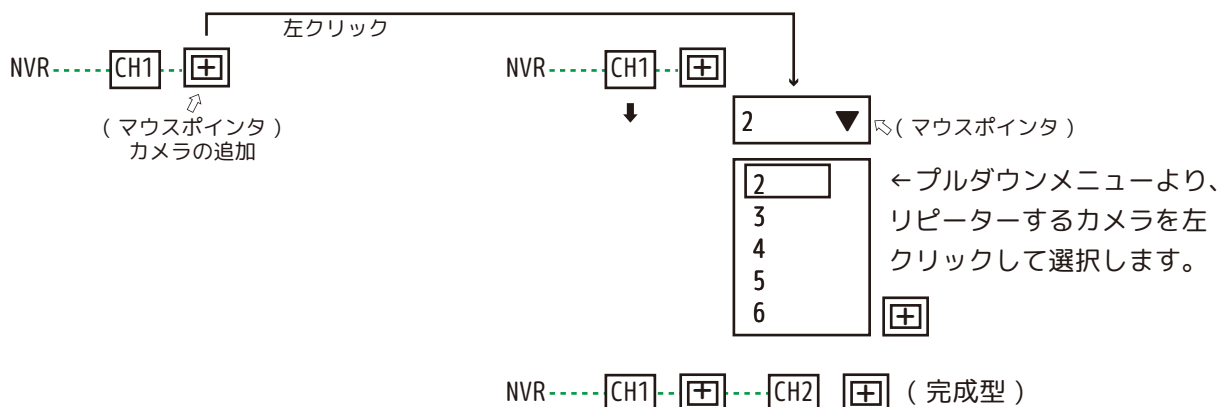 左クリック
NVR CH1
( マウスポインタ )
カメラの追加
NVR CH1
2 ▼
( マウスポインタ )
2
3
4
5
6
←プルダウンメニューより、
リピーターするカメラを左
クリックして選択します。
NVR CH1 CH2 ( 完成型 )